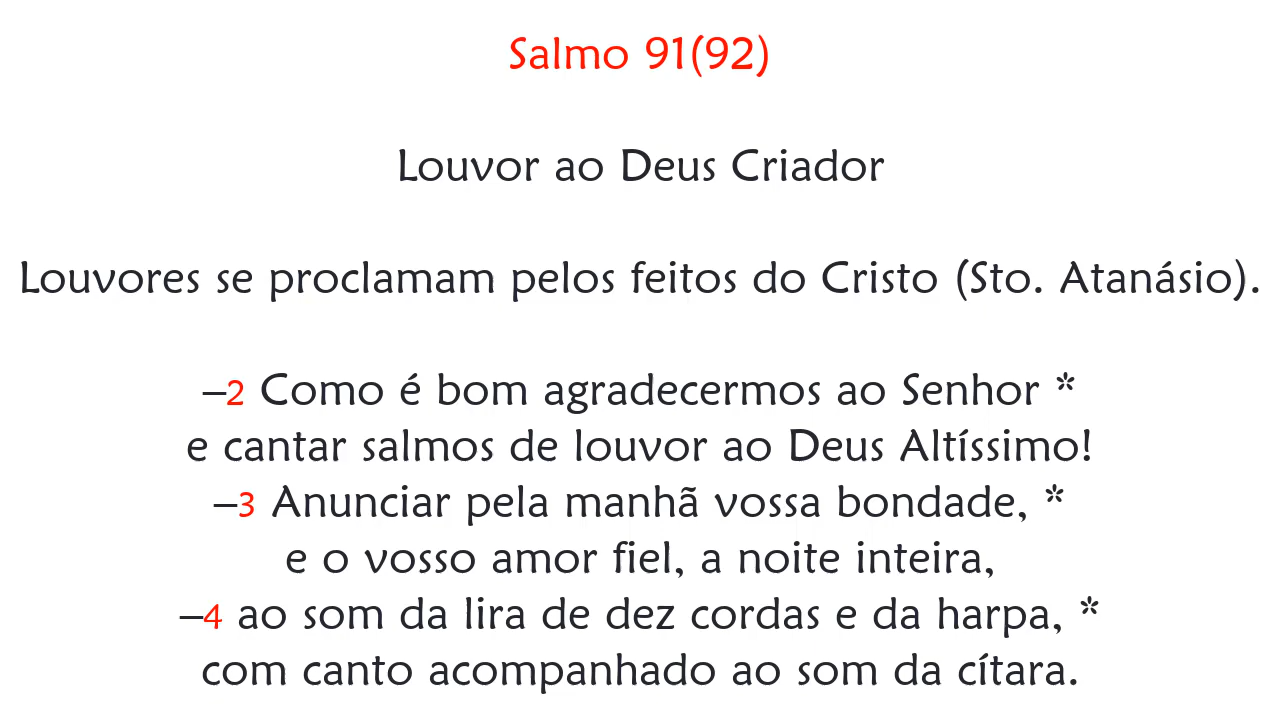 Salmo 91(92)
Louvor ao Deus Criador
Louvores se proclamam pelos feitos do Cristo (Sto. Atanásio).
–2 Como é bom agradecermos ao Senhor *
e cantar salmos de louvor ao Deus Altíssimo!
–3 Anunciar pela manhã vossa bondade, *
e o vosso amor fiel, a noite inteira,
–4 ao som da lira de dez cordas e da harpa, *
com canto acompanhado ao som da cítara.